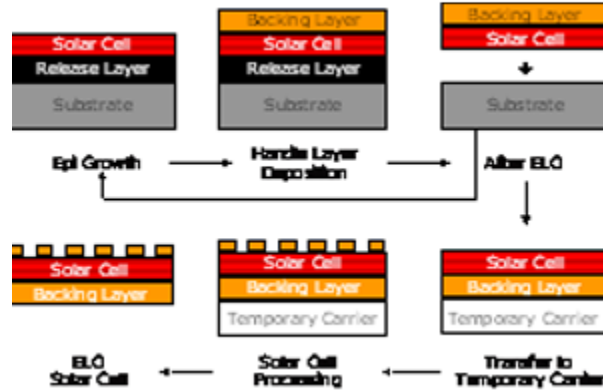 Solar Cell
Release Layer
Substrate
Backing Layer
Solar Cell
Release Layer
Substrate
Backing Layer
Solar Cell
Substrate
Epi Growth
Handle Layer
Deposition
After ELO
Solar Cell
Backing Layer
Solar Cell
Backing Layer
Temporary Carrier
Solar Cell
Backing Layer
Temporary Carrier
ELO
Solar Cell
Solar Cell
Processing
Transfer to
Temporary Carrier